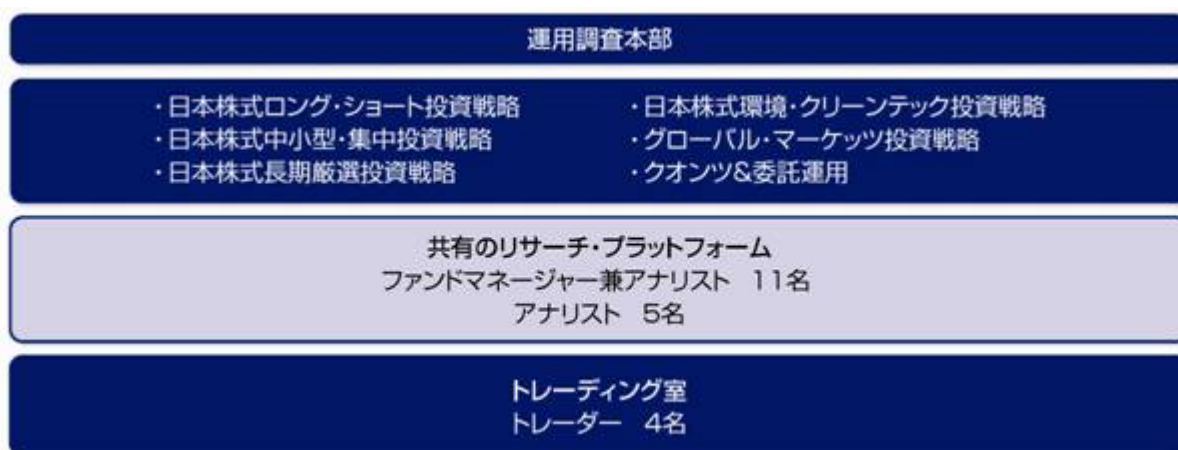 運用調査本部
・日本株式ロング・ショート投資戦略
・日本株式中小型・集中投資戦略
・日本株式長期厳選投資戦略
・日本株式環境・クリーンテック投資戦略
・グローバル・マーケッツ投資戦略
・クオンツ&委託運用
共有のリサーチ・プラットフォーム
ファンドマネージャー兼アナリスト 11名
アナリスト 5名
トレーディング室
トレーダー 4名